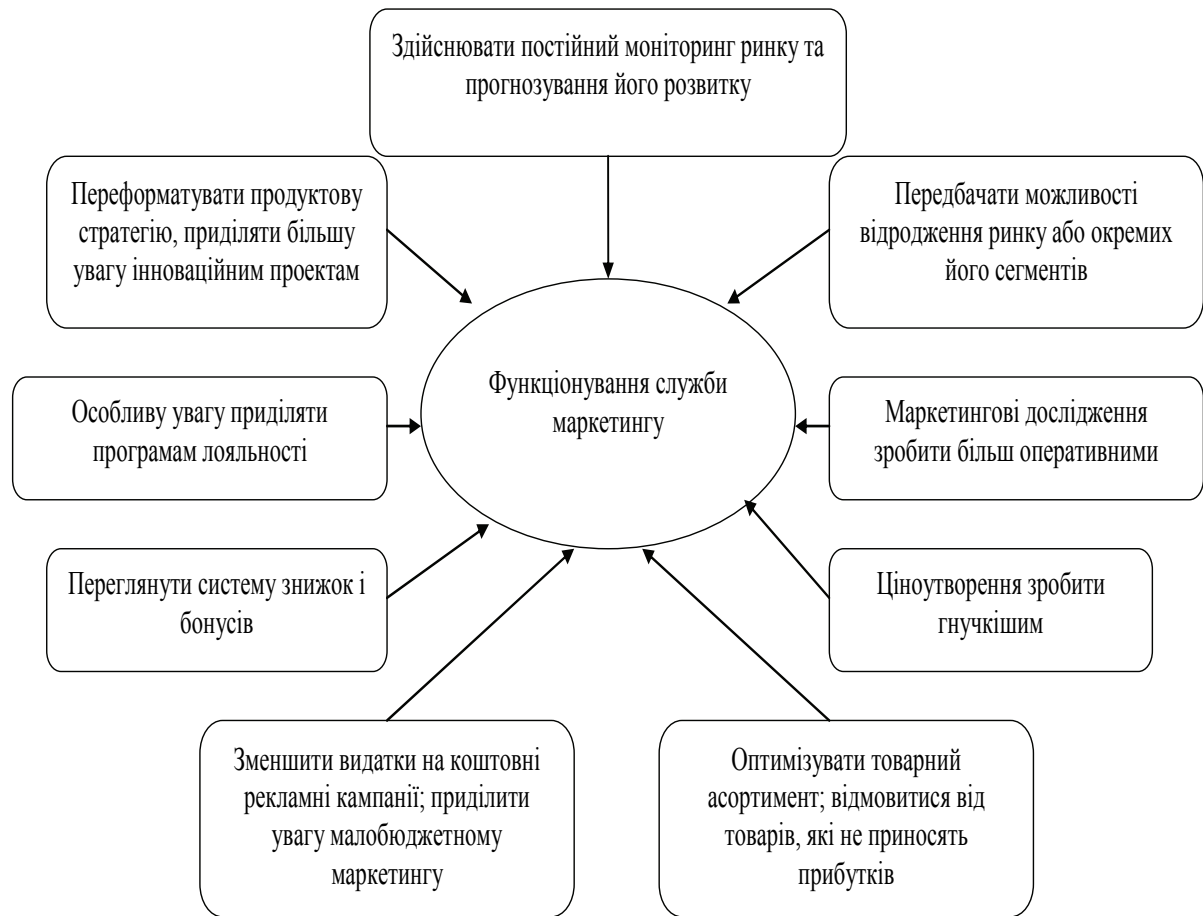 Здійснювати постійний моніторинг ринку та
прогнозування його розвитку
Переформатувати продуктову
стратегію, приділяти більшу
увагу інноваційним проектам
Передбачати можливості
відродження ринку або окремих
його сегментів
Функціонування служби
маркетингу
Особливу увагу приділяти
програмам лояльності
Маркетингові дослідження
зробити більш оперативними
Переглянути систему знижок і
бонусів
Ціноутворення зробити
гнучкішим
Зменшити видатки на коштовні
рекламні кампанії; приділити
увагу малобюджетному
маркетингу
Оптимізувати товарний
асортимент; відмовитися від
товарів, які не приносять
прибутків